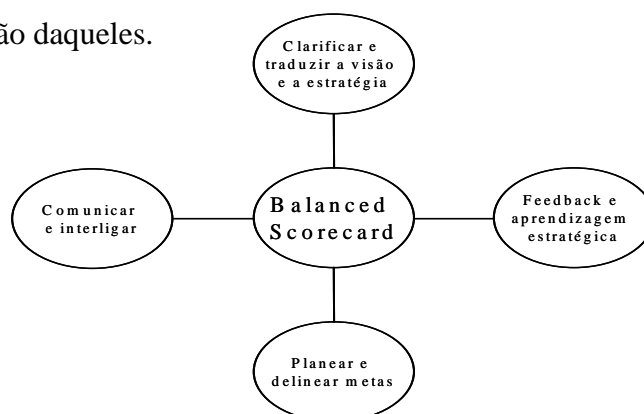 ão daqueles.
Clarificar e
traduzir a visão
e a estratégia
Comunicar
e interligar
Balanced
Scorecard
Feedback e
aprendizagem
estratégica
Planear e
delinear metas